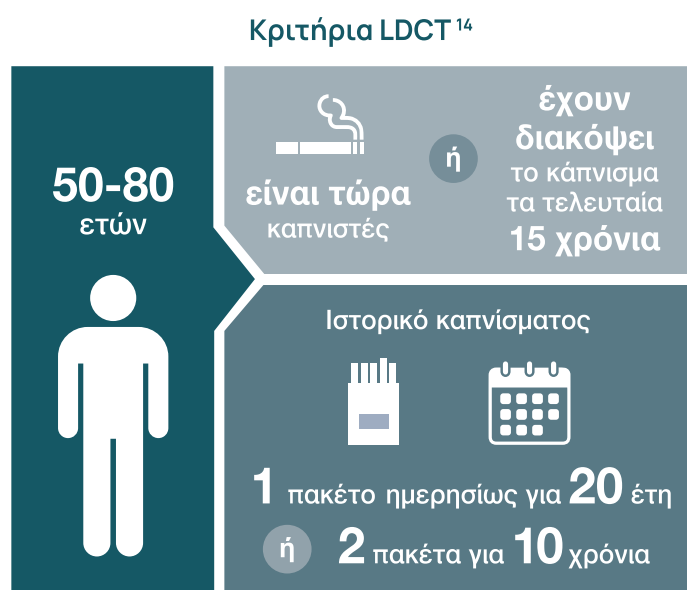 Κριτήρια LDCT 14
50-80
ετών
είναι τώρα
καπνιστές
ή
έχουν
διακόψει
το κάπνισμα
τα τελευταία
15 χρόνια
Ιστορικό καπνίσματος
1 πακέτο ημερησίως για 20 έτη
ή 2 πακέτα για 10 χρόνια